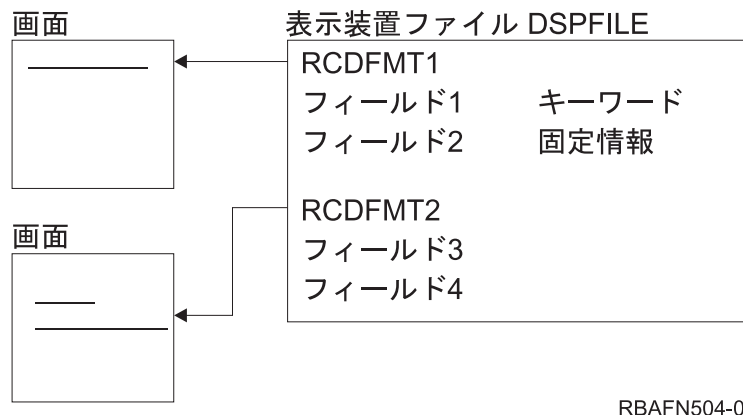 画面
表示装置ファイル DSPFILE
RCDFMT1
フィールド1 キーワード
フィールド2 固定情報
RCDFMT2
画面
フィールド3
フィールド4
RBAFN504-0